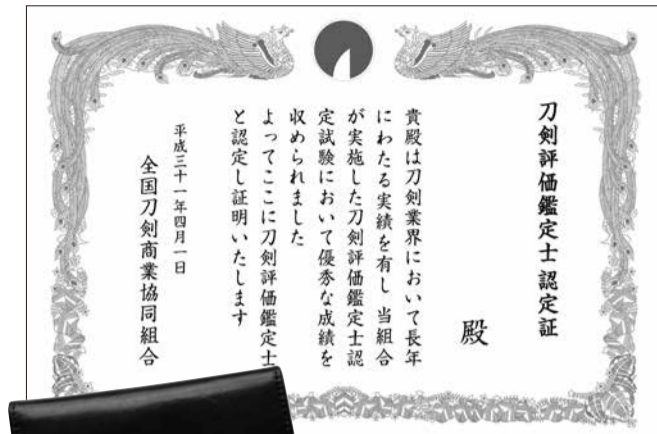 刀剣評価鑑定士 認定証
殿
貴殿は刀剣業界において長年
にわたる実績を有し 当組合
が実施した刀剣評価鑑定士認
定試験において優秀な成績を
収められました
よってここに刀剣評価鑑定士
と認定し証明いたします
平成三十一年四月一日
全国刀剣商業協同組合